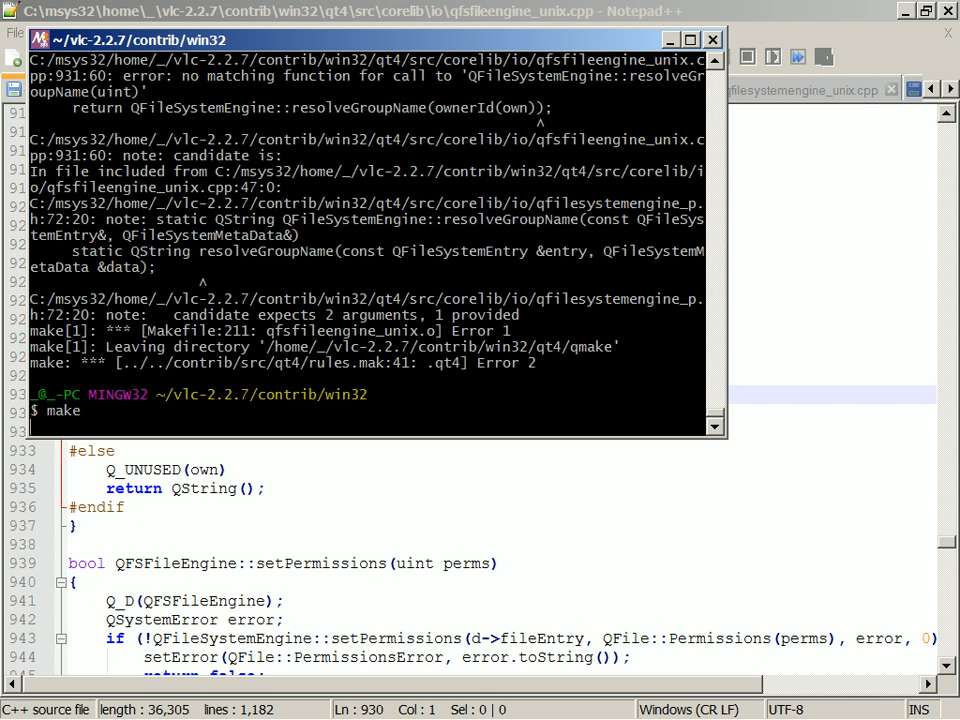 C:\msys32\home\_\vlc-2.2.7\contrib\win32\qt4\src\corelib\io\qfsfileengine_unix.cpp - Notepad++
File
~/vlc-2.2.7/contrib/win32
C:/msys32/home/_/vlc-2.2.7/contrib/win32/qt4/src/corelib/io/qfsfileengine_unix.c
pp:931:60: error: no matching function for call to 'QFileSystemEngine::resolveGr
oupName(uint)'
return QFileSystemEngine::resolveGroupName(ownerId(own));
^
C:/msys32/home/_/vlc-2.2.7/contrib/win32/qt4/src/corelib/io/qfsfileengine_unix.c
pp:931:60: note: candidate is:
In file included from C:/msys32/home/_/vlc-2.2.7/contrib/win32/qt4/src/corelib/i
o/qfsfileengine_unix.cpp:47:0:
C:/msys32/home/_/vlc-2.2.7/contrib/win32/qt4/src/corelib/io/qfilesystemengine_p.
h:72:20: note: static QString QFileSystemEngine::resolveGroupName(const QFileSys
temEntry&, QFileSystemMetaData&)
static QString resolveGroupName(const QFileSystemEntry &entry, QFileSystemM
etaData &data);
^
C:/msys32/home/_/vlc-2.2.7/contrib/win32/qt4/src/corelib/io/qfilesystemengine_p.
h:72:20: note:   candidate expects 2 arguments, 1 provided
make[1]: *** [Makefile:211: qfsfileengine_unix.o] Error 1
make[1]: Leaving directory '/home/_/vlc-2.2.7/contrib/win32/qt4/qmake'
make: *** [../../contrib/src/qt4/rules.mak:41: .qt4] Error 2
_@_-PC MINGW32 ~/vlc-2.2.7/contrib/win32
$ make
qfilesystemengine_unix.cpp
933 #else
934 Q_UNUSED(own)
935 return QString();
936 #endif
937 }
938
939 bool QFSFileEngine::setPermissions(uint perms)
940 {
941 Q_D(QFSFileEngine);
942 QSystemError error;
943 if (!QFileSystemEngine::setPermissions(d->fileEntry, QFile::Permissions(perms), error, 0)
944 setError(QFile::PermissionsError, error.toString());
return false;
C++ source file length : 36,305 lines : 1,182 Ln : 930 Col : 1 Sel : 0 | 0 Windows (CR LF) UTF-8 INS